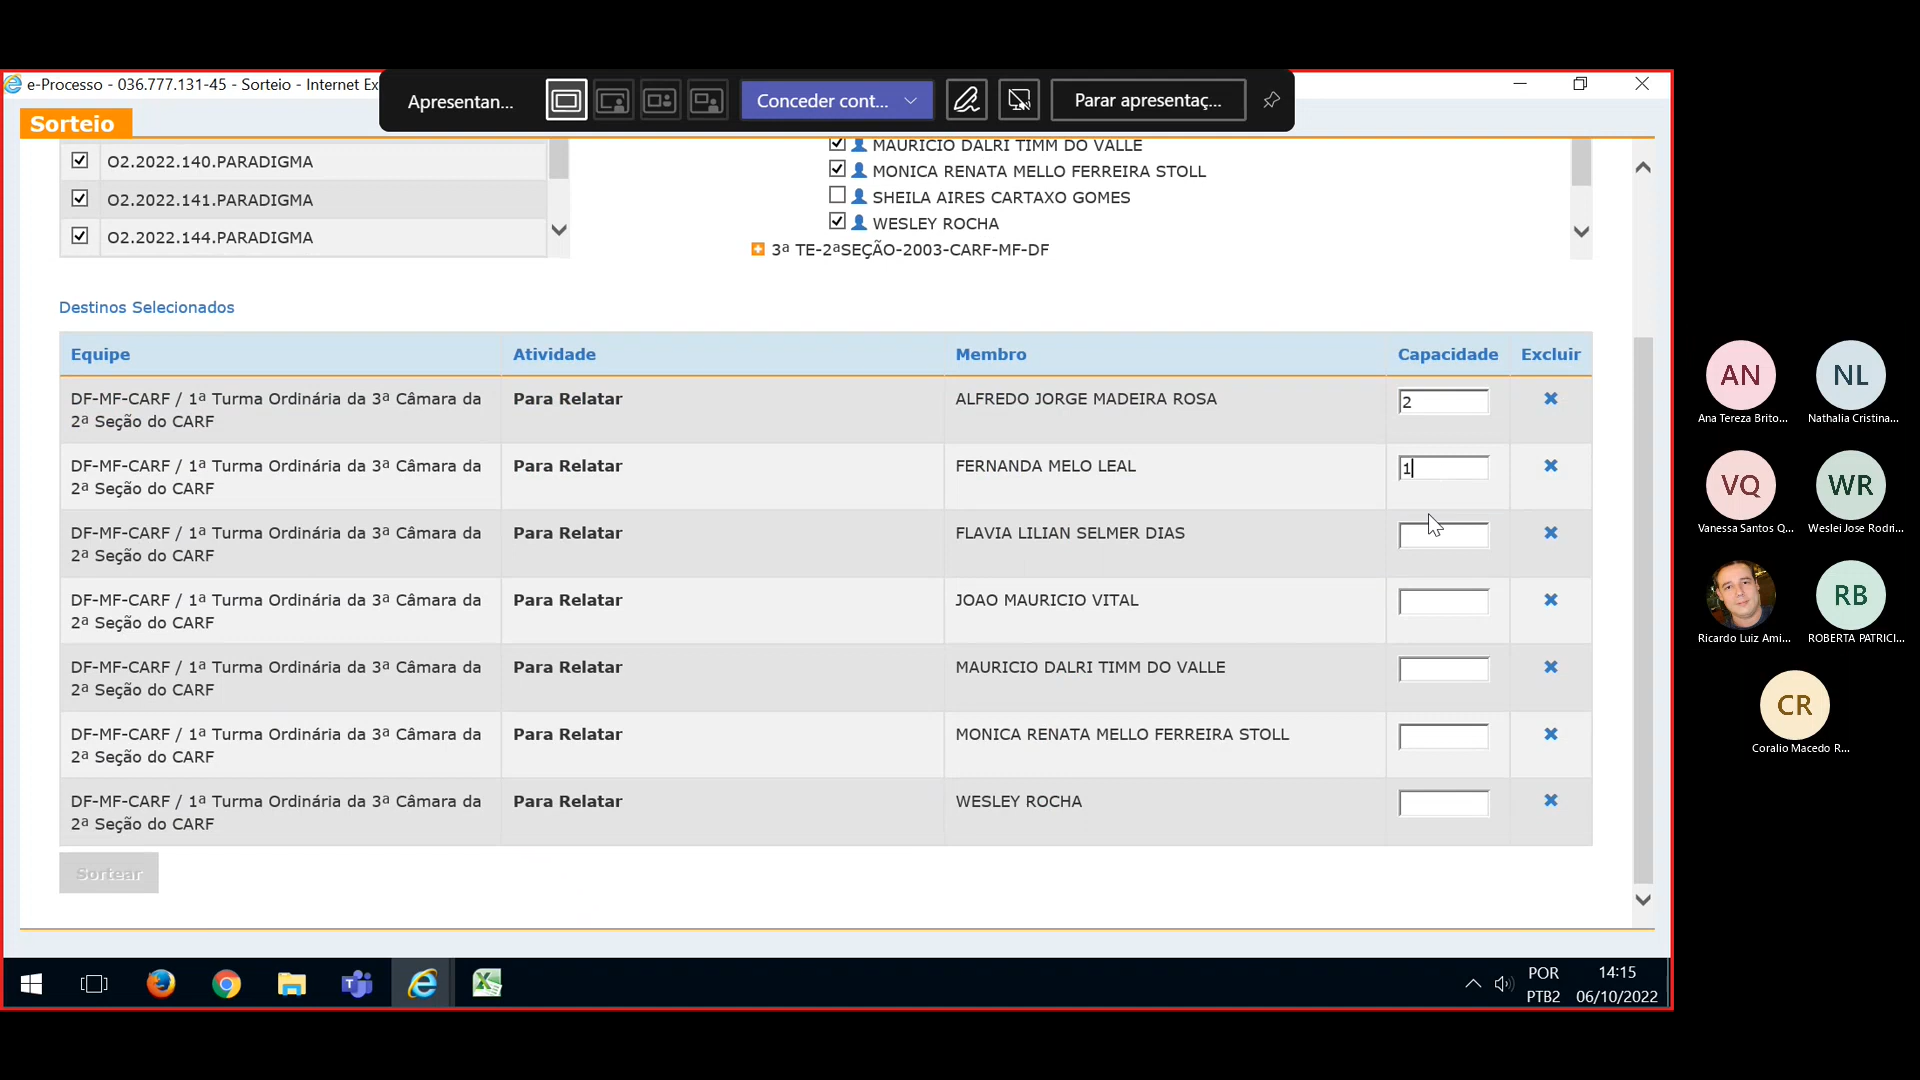 e-Processo - 036.777.131-45 - Sorteio - Internet Ex
Apresentan...
Conceder cont...
Parar apresentaç...
Sorteio
O2.2022.140.PARADIGMA
O2.2022.141.PARADIGMA
O2.2022.144.PARADIGMA
MAURICIO DALRI TIMM DO VALLE
MONICA RENATA MELLO FERREIRA STOLL
SHEILA AIRES CARTAXO GOMES
WESLEY ROCHA
3ª TE-2ªSEÇÃO-2003-CARF-MF-DF
Destinos Selecionados
Equipe Atividade Membro Capacidade Excluir
DF-MF-CARF / 1ª Turma Ordinária da 3ª Câmara da Para Relatar ALFREDO JORGE MADEIRA ROSA 2
2ª Seção do CARF
DF-MF-CARF / 1ª Turma Ordinária da 3ª Câmara da Para Relatar FERNANDA MELO LEAL 1
2ª Seção do CARF
DF-MF-CARF / 1ª Turma Ordinária da 3ª Câmara da Para Relatar FLAVIA LILIAN SELMER DIAS
2ª Seção do CARF
DF-MF-CARF / 1ª Turma Ordinária da 3ª Câmara da Para Relatar JOAO MAURICIO VITAL
2ª Seção do CARF
DF-MF-CARF / 1ª Turma Ordinária da 3ª Câmara da Para Relatar MAURICIO DALRI TIMM DO VALLE
2ª Seção do CARF
DF-MF-CARF / 1ª Turma Ordinária da 3ª Câmara da Para Relatar MONICA RENATA MELLO FERREIRA STOLL
2ª Seção do CARF
DF-MF-CARF / 1ª Turma Ordinária da 3ª Câmara da Para Relatar WESLEY ROCHA
2ª Seção do CARF
Sortear
POR 14:15
PTB2 06/10/2022
AN NL
Ana Tereza Brito... Nathalia Cristina...
VQ WR
Vanessa Santos Q... Weslei Jose Rodri...
RB
Ricardo Luiz Ami... ROBERTA PATRICI...
CR
Coralio Macedo R...